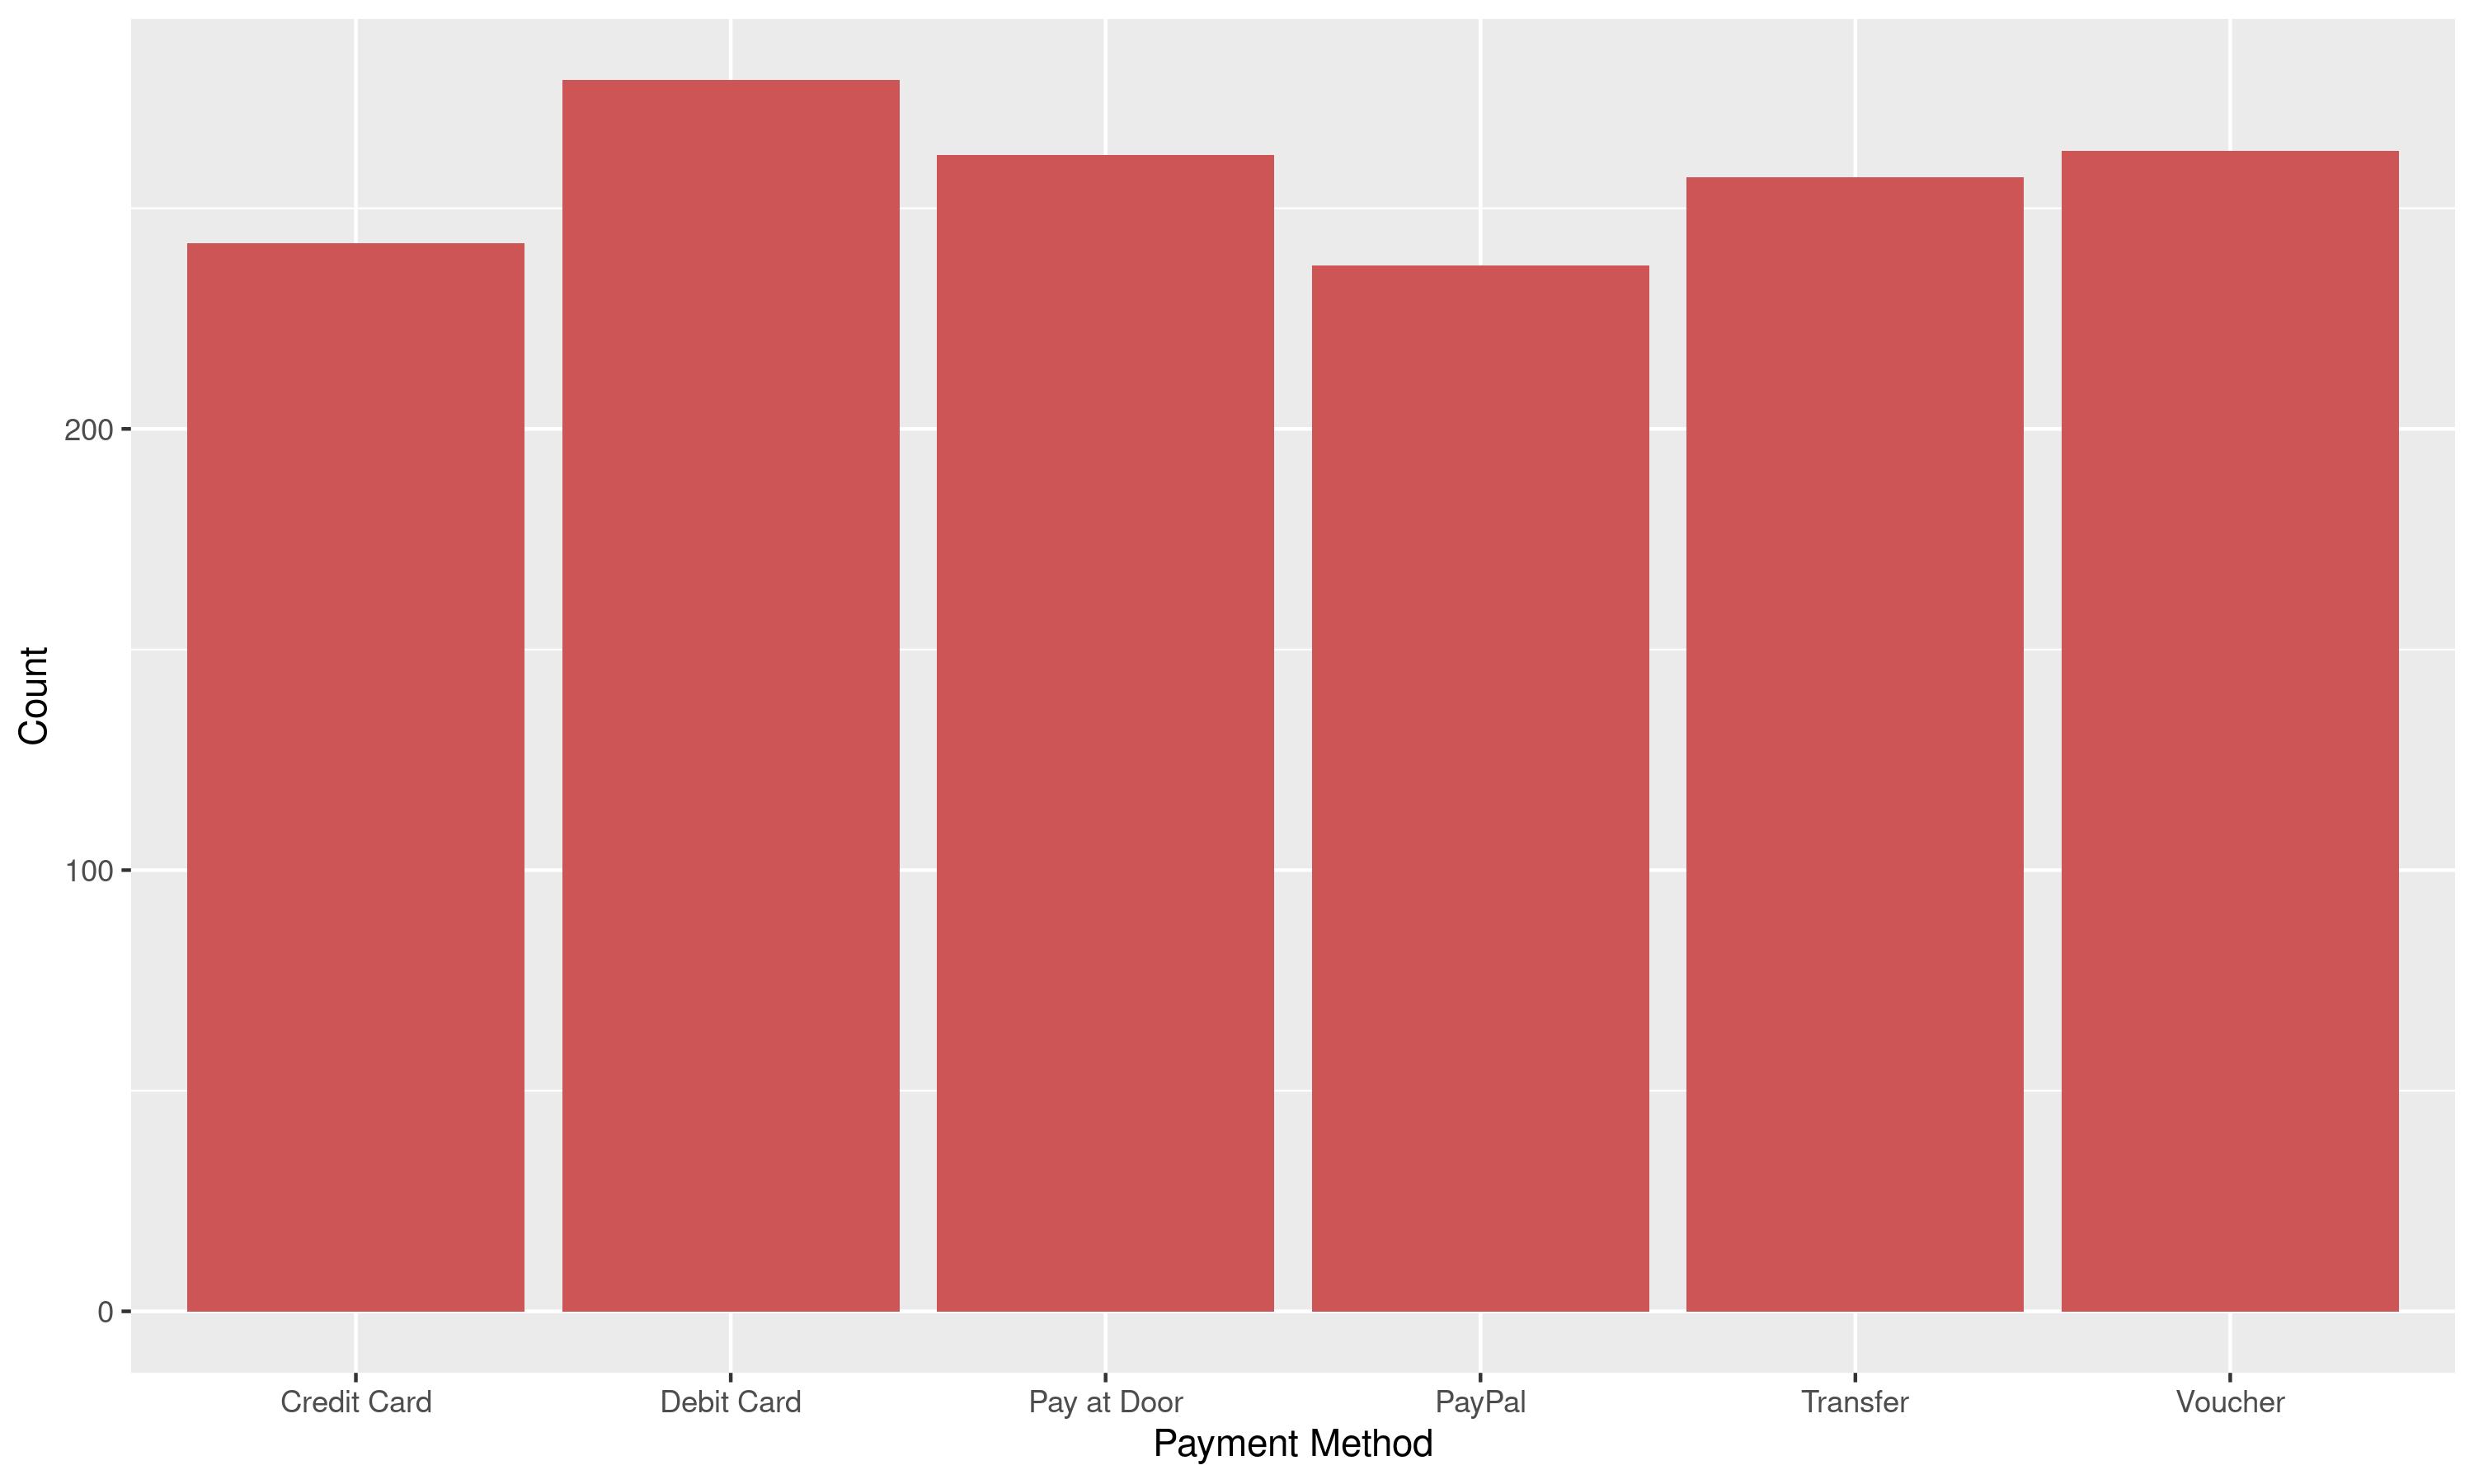 Count
200
100
0
Credit Card Debit Card Pay at Door PayPal Transfer Voucher
Payment Method